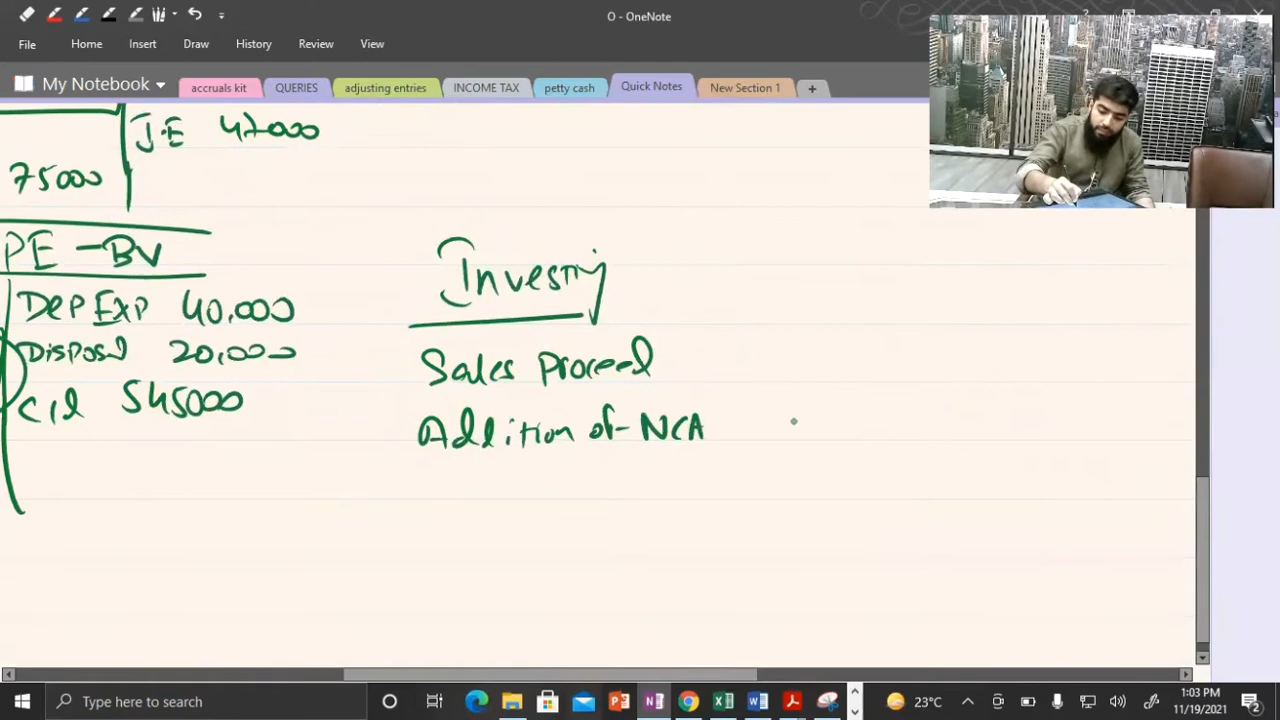 O - OneNote
File Home Insert Draw History Review View
My Notebook accruals kit QUERIES adjusting entries INCOMETAX petty cash Quick Notes New Section 1 +
J.E 47000
75000
PE - BV
Dep Exp 40,000
Disposal 20,000
C/d 545000
Investing
Sales Proceed
Addition of NCA
Type here to search
23°C
1:03 PM
11/19/2021
2